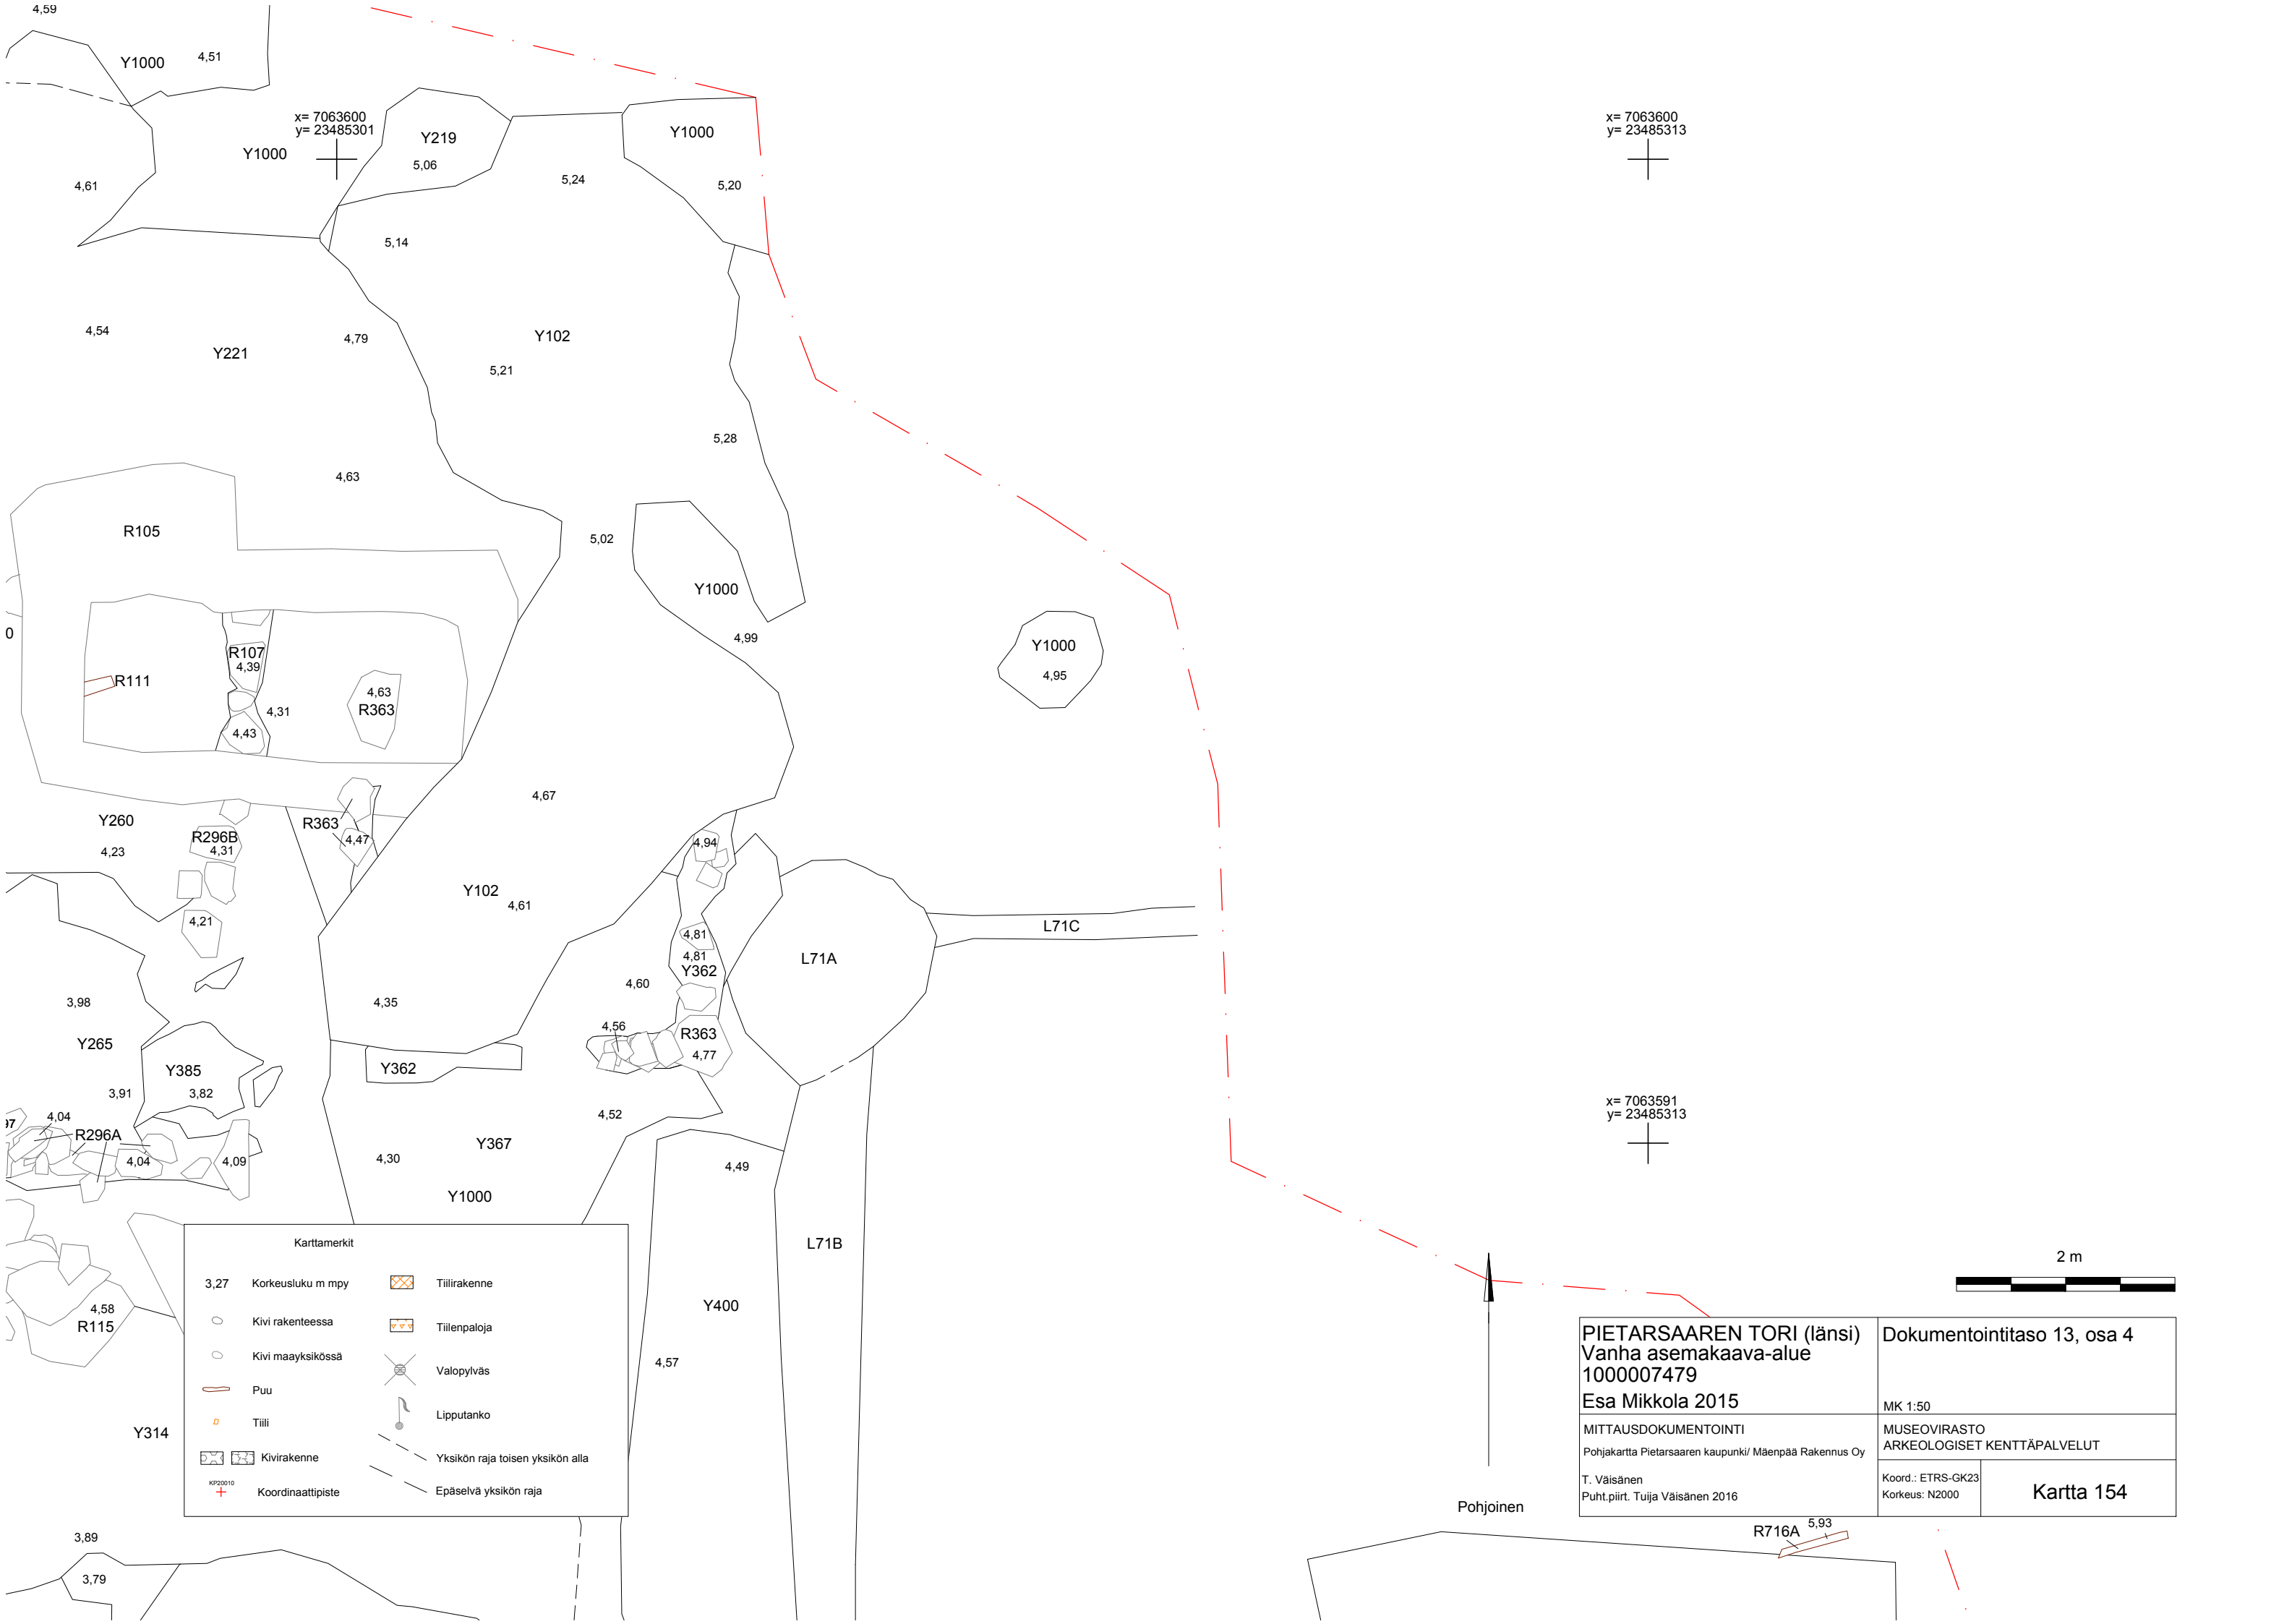 4,59
Y1000
4,51
x= 7063600
y= 23485301
Y1000
Y219
5,06
Y1000
5,24
5,20
4,61
5,14
x= 7063600
y= 23485313
4,54
Y221
4,79
Y102
5,21
5,28
4,63
R105
5,02
Y1000
4,99
0
R107
4,39
R111
4,31
4,43
4,63
R363
Y1000
4,95
4,67
Y260
4,23
R296B
4,31
R363
4,47
4,94
4,21
Y102
4,61
4,81
4,81
Y362
L71A
L71C
3,98
4,35
4,60
4,56
R363
4,77
Y265
Y385
3,91
3,82
Y362
4,52
97
4,04
R296A
4,04
4,09
4,30
Y367
4,49
Y1000
x= 7063591
y= 23485313
L71B
Y400
4,57
4,58
R115
Y314
3,89
3,79
Karttamerkit
3,27 Korkeusluku m mpy
Kivi rakenteessa
Kivi maayksikössä
Puu
Tiili
Kivirakenne
KP20010
Koordinaattipiste
Tiilirakenne
Tiilenpaloja
Valopylväs
Lipputanko
Yksikön raja toisen yksikön alla
Epäselvä yksikön raja
2 m
Pohjoinen
PIETARSAAREN TORI (länsi)
Vanha asemakaava-alue
1000007479
Esa Mikkola 2015
Dokumentointitaso 13, osa 4
MK 1:50
MITTAUSDOKUMENTOINTI
Pohjakartta Pietarsaaren kaupunki/ Mäenpää Rakennus Oy
T. Väisänen
Puht.piirt. Tuija Väisänen 2016
MUSEOVIRASTO
ARKEOLOGISET KENTTÄPALVELUT
Koord.: ETRS-GK23
Korkeus: N2000
Kartta 154
R716A
5,93